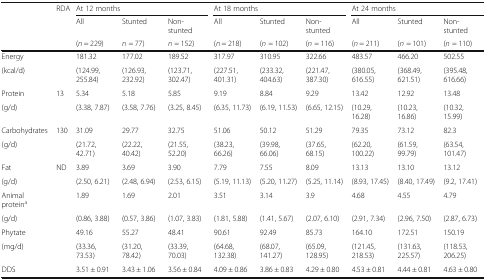 RDA At 12 months At 18 months At 24 months
All Stunted Non-stunted All Stunted Non-stunted All Stunted Non-stunted
(n = 229) n = 77) n = 152) (n = 218) (n = 102) (n = 116) (n = 211) (n = 101) (n = 110)
Energy 181.32 177.02 189.52 317.97 310.95 322.66 483.57 466.20 502.55
(kcal/d) (124.99, 255.84) (126.93, 232.92) (123.71, 302.47) (227.51, 401.31) (233.32, 404.63) (221.47, 387.30) (380.05, 616.55) (368.49, 621.51) (395.48, 616.66)
Protein 13 5.34 5.18 5.85 9.19 8.84 9.29 13.42 12.92 13.48
(g/d) (3.38, 7.87) (3.58, 7.76) (3.25, 8.45) (6.35, 11.73) (6.19, 11.53) (6.65, 12.15) (10.29, 16.28) (10.23, 16.86) (10.32, 15.99)
Carbohydrates 130 31.09 29.77 32.75 51.06 50.12 51.29 79.35 73.12 82.3
(g/d) (21.72, 42.71) (22.22, 40.42) (21.55, 52.20) (38.23, 66.26) (39.98, 66.06) (37.65, 68.15) (62.20, 100.22) (61.59, 99.79) (63.54, 101.47)
Fat ND 3.89 3.69 3.90 7.79 7.55 8.09 13.13 13.10 13.12
(g/d) (2.50, 6.21) (2.48, 6.94) (2.53, 6.15) (5.19, 11.13) (5.20, 11.27) (5.25, 11.14) (8.93, 17.45) (8.40, 17.49) (9.2, 17.41)
Animal protein^a 1.89 1.69 2.01 3.51 3.14 3.9 4.68 4.55 4.79
(g/d) (0.86, 3.88) (0.57, 3.86) (1.07, 3.83) (1.81, 5.88) (1.41, 5.67) (2.07, 6.10) (2.91, 7.34) (2.96, 7.50) (2.87, 6.73)
Phytate 49.16 55.27 48.41 90.61 92.49 85.73 164.10 172.51 150.19
(mg/d) (33.36, 73.53) (31.20, 78.42) (33.39, 70.03) (64.68, 132.38) (68.07, 141.27) (65.09, 128.95) (121.45, 218.53) (131.63, 225.57) (118.53, 206.25)
DDS 3.51 ± 0.91 3.43 ± 1.06 3.56 ± 0.84 4.09 ± 0.86 3.86 ± 0.83 4.29 ± 0.80 4.53 ± 0.81 4.44 ± 0.81 4.63 ± 0.80